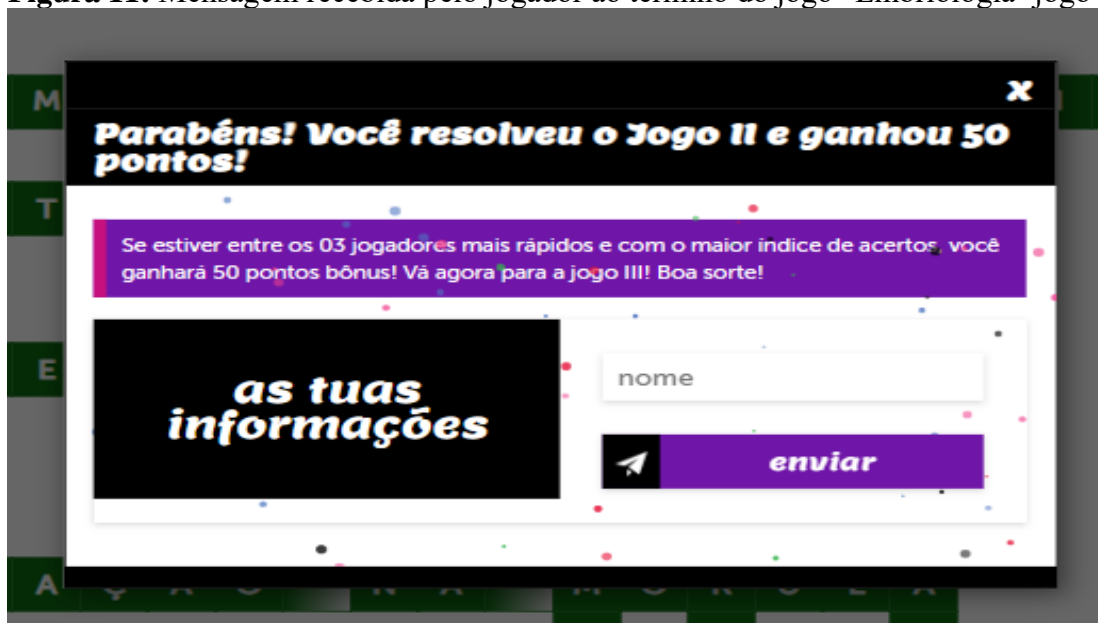 Figura 11: Mensagem recebida pelo jogador ao término do jogo "Embriologia- jogo
M
x
Parabéns! Você resolveu o Jogo II e ganhou 50
pontos!
T
Se estiver entre os 03 jogadores mais rápidos e com o maior índice de acertos, você
ganhará 50 pontos bônus! Vá agora para a jogo III! Boa sorte!
E
as tuas
informações
nome
enviar
A Ç Ã O N A M Ó R U L A